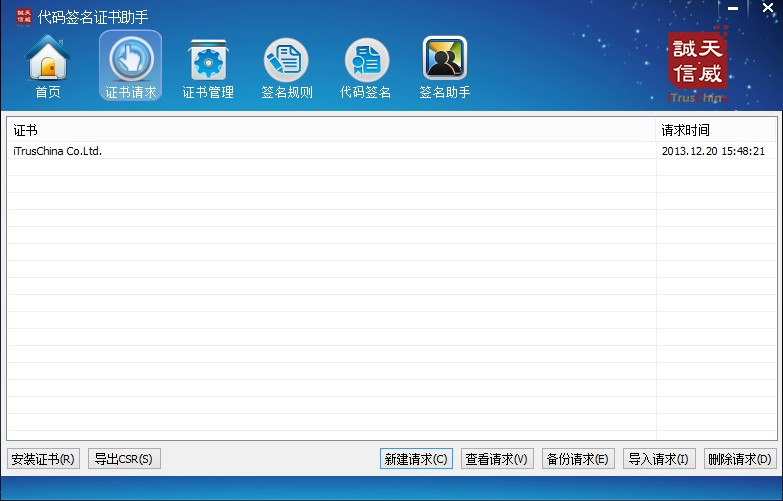 代码签名证书助手
首页
证书请求
证书管理
签名规则
代码签名
签名助手
誠天
信威
iTrusChina
证书
请求时间
iTrusChina Co.Ltd.
2013.12.20 15:48:21
安装证书(R)
导出CSR(S)
新建请求(C)
查看请求(V)
备份请求(E)
导入请求(I)
删除请求(D)